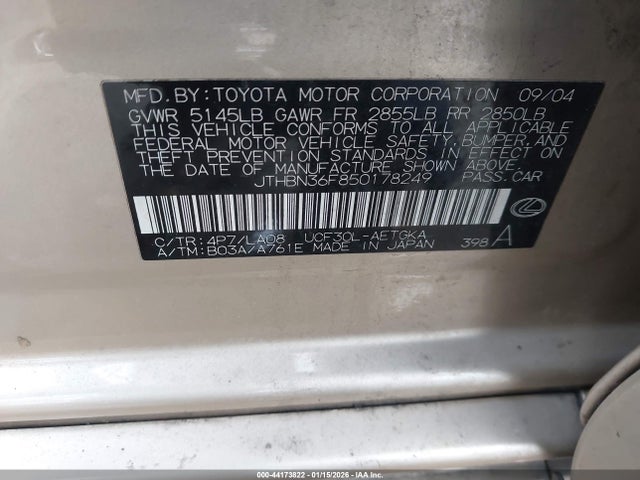 MFD. BY: TOYOTA MOTOR CORPORATION 09/04
GVWR 5145LB GAWR FR 2855LB RR 2850LB
THIS VEHICLE CONFORMS TO ALL APPLICABLE
FEDERAL MOTOR VEHICLE SAFETY, BUMPER, AND
THEFT PREVENTION STANDARDS IN EFFECT ON
THE DATE OF MANUFACTURE SHOWN ABOVE.
JTHBN36F850178249 PASS. CAR
C/TR: 4P7/LA08 UCF30L-AETGKA
A/TM: B03A/A761E MADE IN JAPAN 398 A
000-44173822 - 01/15/2026 - IAA Inc.